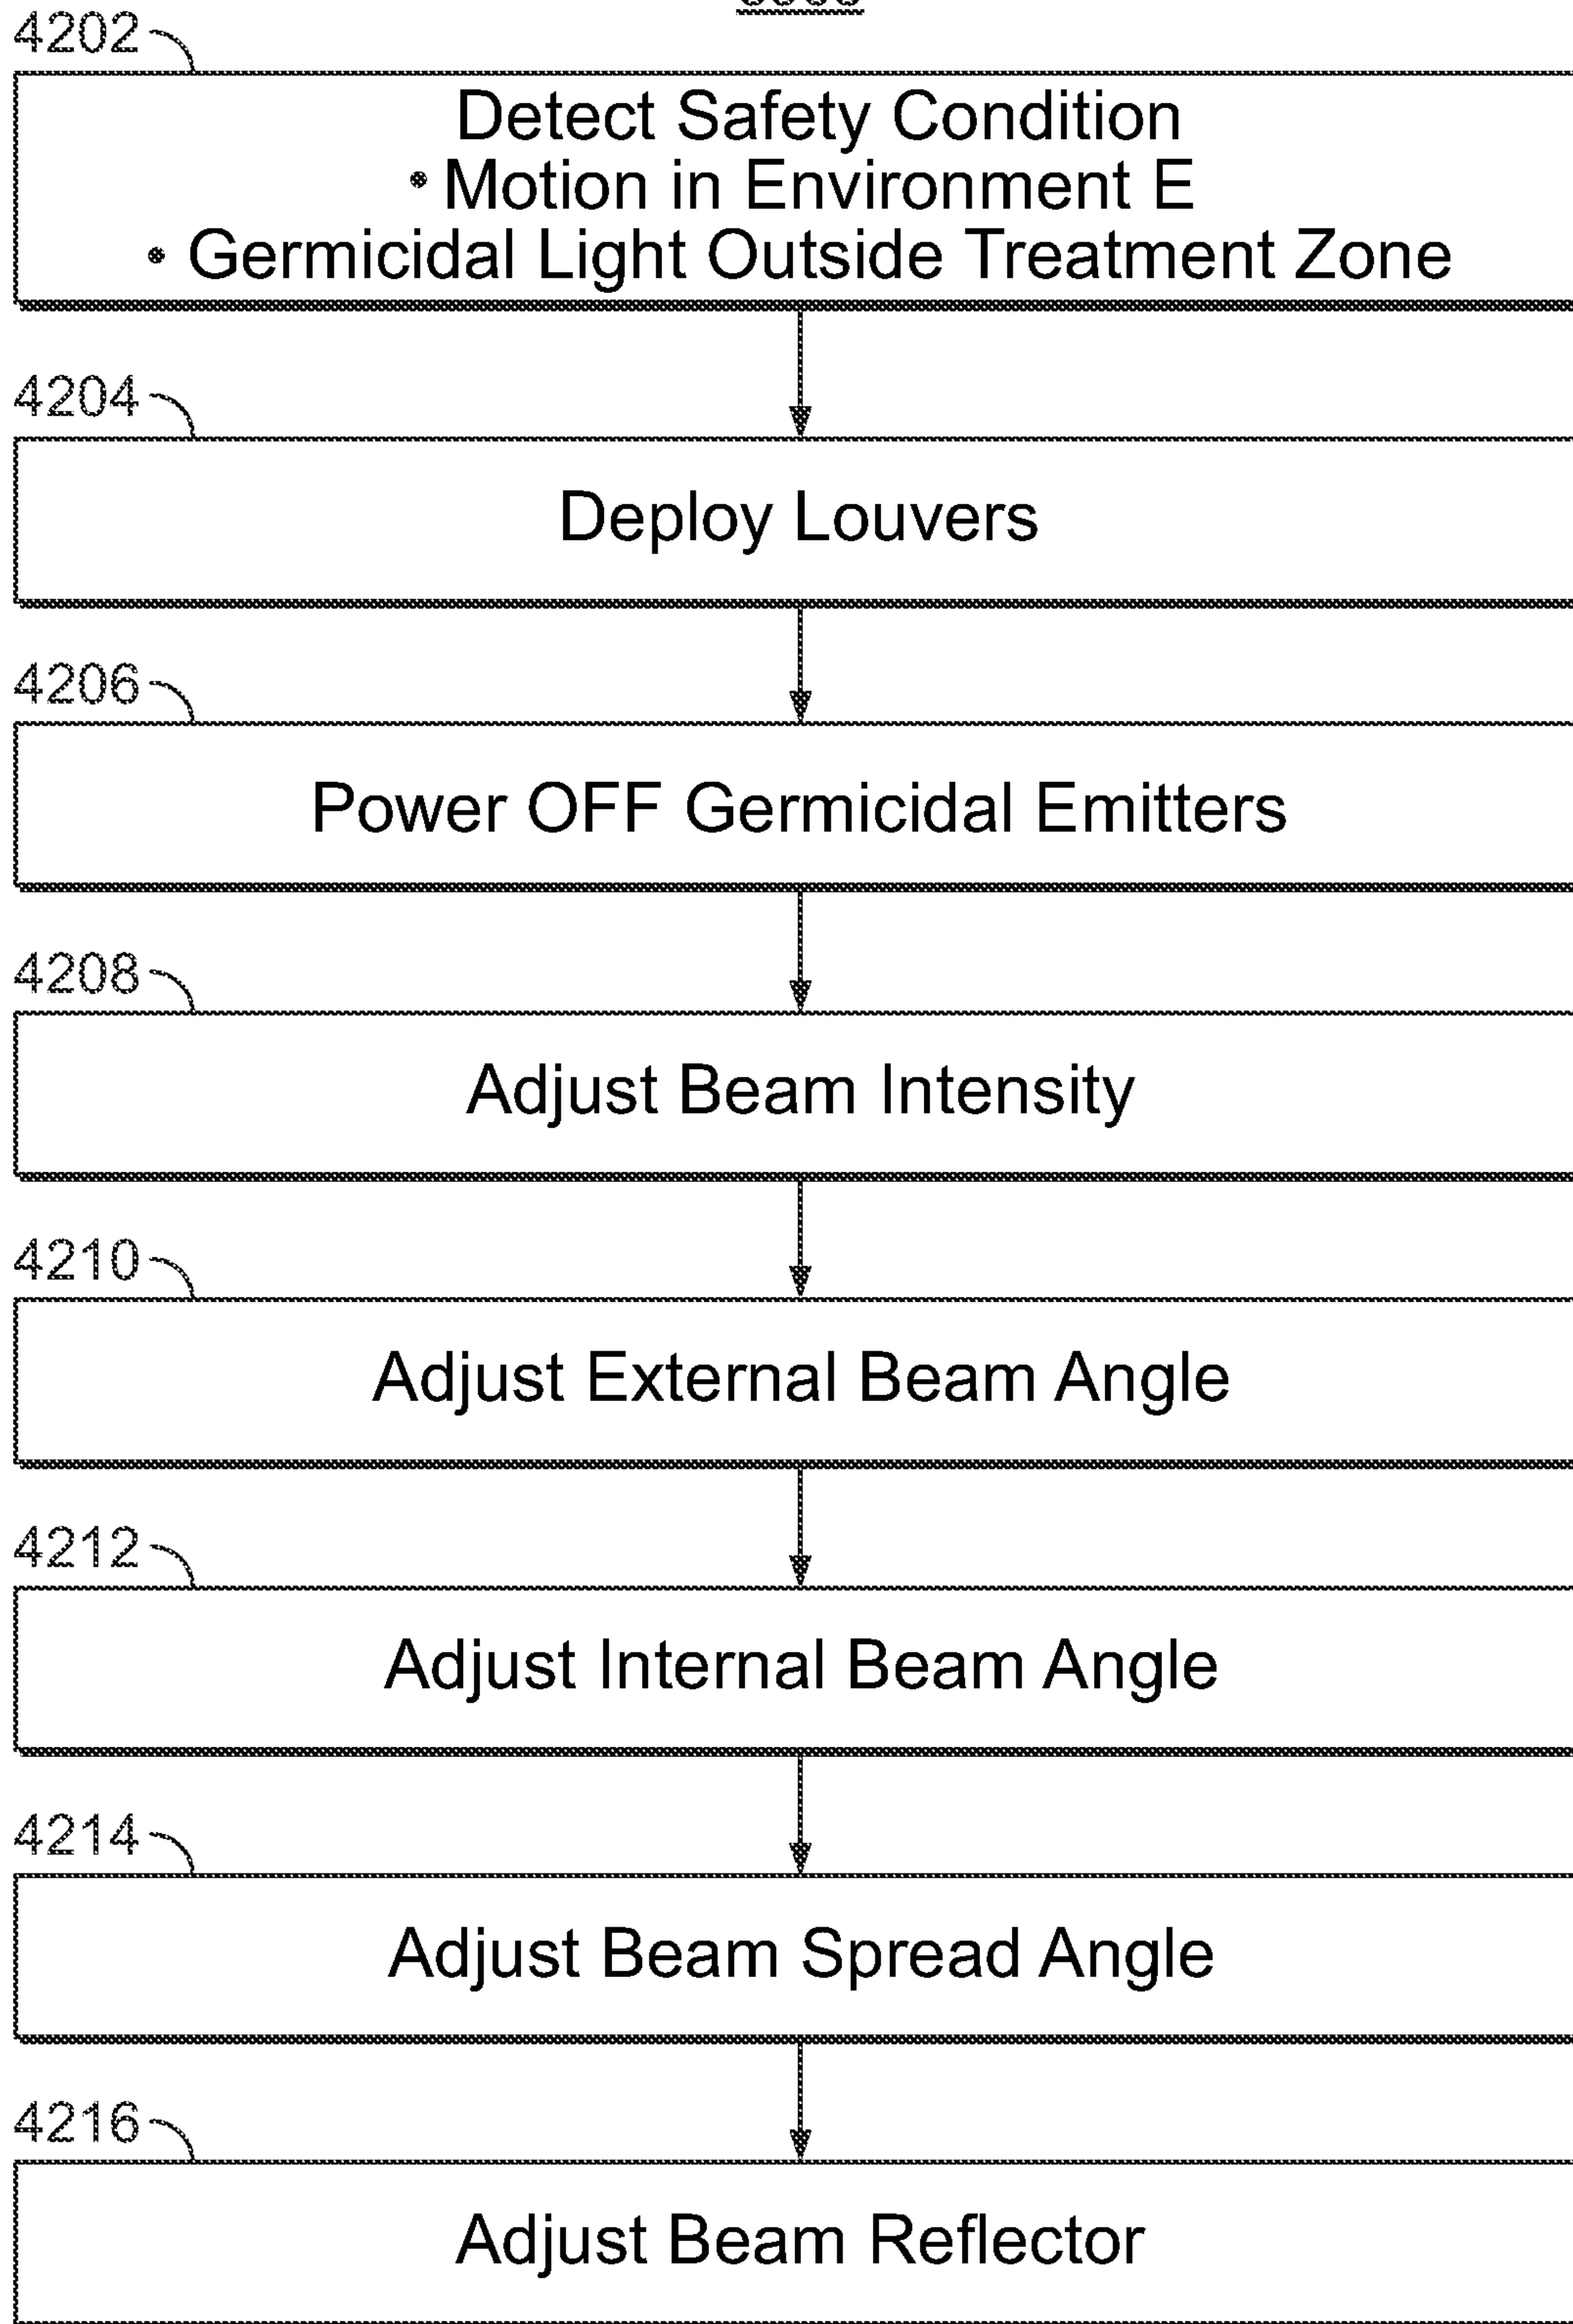 4202
Detect Safety Condition
• Motion in Environment E
• Germicidal Light Outside Treatment Zone
4204
Deploy Louvers
4206
Power OFF Germicidal Emitters
4208
Adjust Beam Intensity
4210
Adjust External Beam Angle
4212
Adjust Internal Beam Angle
4214
Adjust Beam Spread Angle
4216
Adjust Beam Reflector